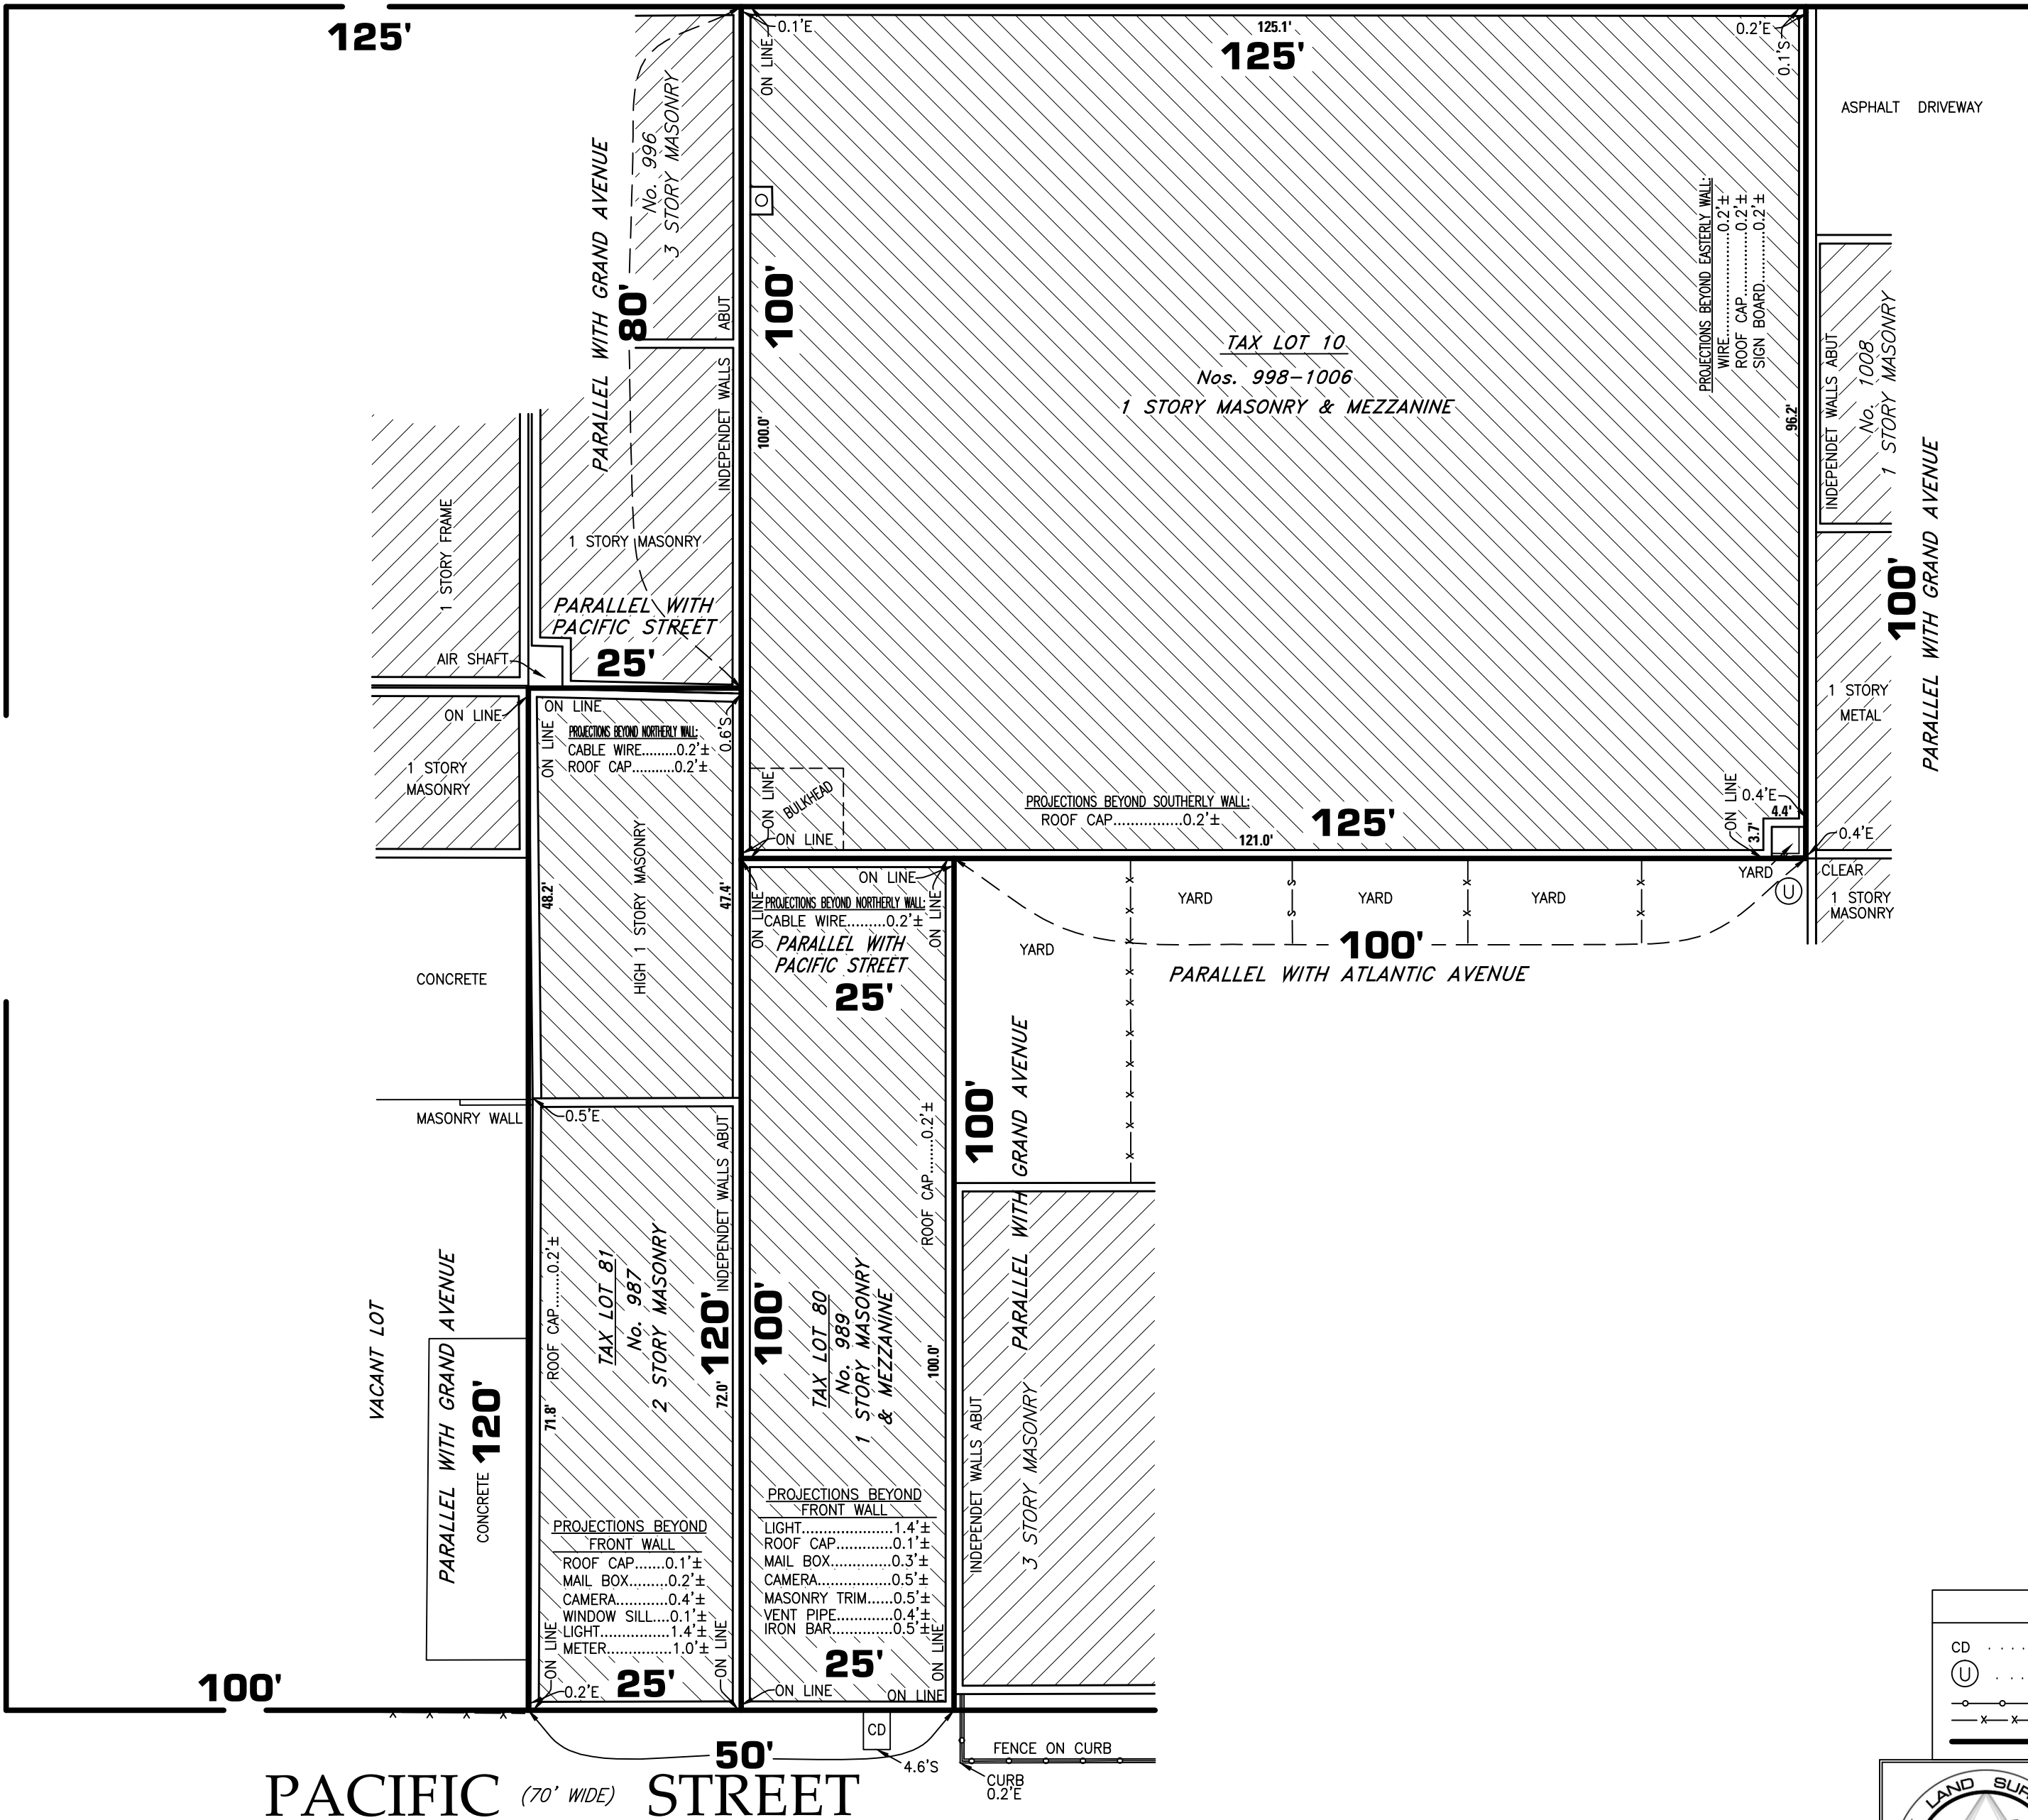 125'
0.1'E
125.1'
125'
0.2'E
0.1'S
ON LINE
ASPHALT DRIVEWAY
PARALLEL WITH GRAND AVENUE
80'
No. 996
3 STORY MASONRY
ABUT
INDEPENDET WALLS
100'
100.0'
TAX LOT 10
Nos. 998-1006
1 STORY MASONRY & MEZZANINE
PROJECTIONS BEYOND EASTERLY WALL:
WIRE..............0.2'±
ROOF CAP..........0.2'±
SIGN BOARD........0.2'±
96.2'
INDEPENDET WALLS ABUT
No. 1008
1 STORY MASONRY
100'
PARALLEL WITH GRAND AVENUE
1 STORY FRAME
1 STORY MASONRY
PARALLEL WITH
PACIFIC STREET
25'
AIR SHAFT
ON LINE
ON LINE
ON LINE
PROJECTIONS BEYOND NORTHERLY WALL:
CABLE WIRE.........0.2'±
ROOF CAP...........0.2'±
0.6'S
1 STORY
MASONRY
1 STORY
METAL
ON LINE
BULKHEAD
ON LINE
PROJECTIONS BEYOND SOUTHERLY WALL:
ROOF CAP...............0.2'±
125'
121.0'
ON LINE
0.4'E
4.4'
3.7'
0.4'E
YARD
U
CLEAR
1 STORY
MASONRY
48.2'
HIGH 1 STORY MASONRY
47.4'
ON LINE
ON LINE
ON LINE
PROJECTIONS BEYOND NORTHERLY WALL:
CABLE WIRE.........0.2'±
PARALLEL WITH
PACIFIC STREET
25'
YARD
YARD
YARD
YARD
100'
PARALLEL WITH ATLANTIC AVENUE
CONCRETE
MASONRY WALL
0.5'E
VACANT LOT
PARALLEL WITH GRAND AVENUE
120'
CONCRETE
ROOF CAP........0.2'±
71.8'
TAX LOT 81
No. 987
2 STORY MASONRY
INDEPENDET WALLS ABUT
120'
72.0'
100'
TAX LOT 80
No. 989
1 STORY MASONRY
& MEZZANINE
ROOF CAP........0.2'±
100.0'
100'
PARALLEL WITH GRAND AVENUE
INDEPENDET WALLS ABUT
3 STORY MASONRY
PROJECTIONS BEYOND
FRONT WALL
ROOF CAP.......0.1'±
MAIL BOX.........0.2'±
CAMERA............0.4'±
WINDOW SILL....0.1'±
LIGHT................1.4'±
METER...............1.0'±
ON LINE
ON LINE
0.2'E
25'
PROJECTIONS BEYOND
FRONT WALL
LIGHT.....................1.4'±
ROOF CAP............0.1'±
MAIL BOX..............0.3'±
CAMERA.................0.5'±
MASONRY TRIM......0.5'±
VENT PIPE.............0.4'±
IRON BAR..............0.5'±
25'
ON LINE
ON LINE
ON LINE
100'
50'
CD
4.6'S
FENCE ON CURB
CURB
0.2'E
PACIFIC (70' WIDE) STREET
CD . . . .
U . . .
LAND